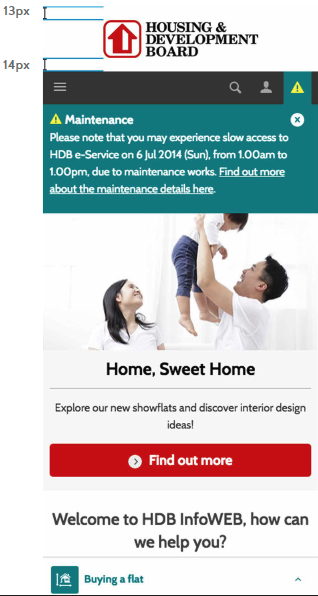 13px
HOUSING &
DEVELOPMENT
BOARD
14px
Maintenance
Please note that you may experience slow access to
HDB e-Service on 6 Jul 2014 (Sun), from 1.00am to
1.00pm, due to maintenance works. Find out more
about the maintenance details here.
Home, Sweet Home
Explore our new showflats and discover interior design
ideas!
Find out more
Welcome to HDB InfoWEB, how can
we help you?
Buying a flat